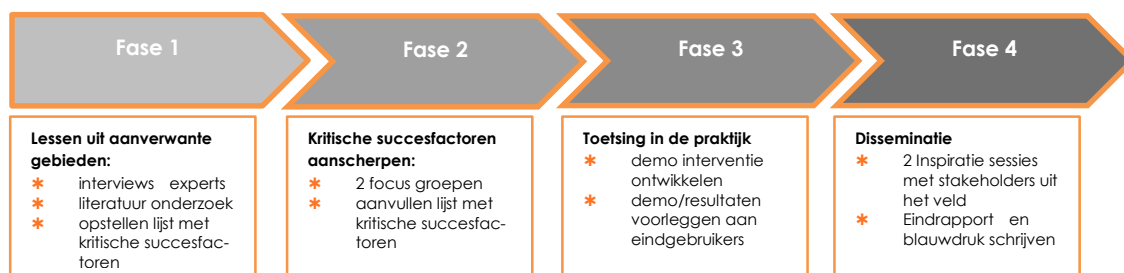 Fase 1
Fase 2
Fase 3
Fase 4
Lessen uit aanverwante
gebieden:
* interviews experts
* literatuur onderzoek
* opstellen lijst met
kritische succesfac-
toren
Kritische succesfactoren
aanscherpen:
* 2 focus groepen
* aanvullen lijst met
kritische succesfac-
toren
Toetsing in de praktijk
* demo interventie
ontwikkelen
* demo/resultaten
voorleggen aan
eindgebruikers
Disseminatie
* 2 Inspiratie sessies
met stakeholders uit
het veld
* Eindrapport en
blauwdruk schrijven